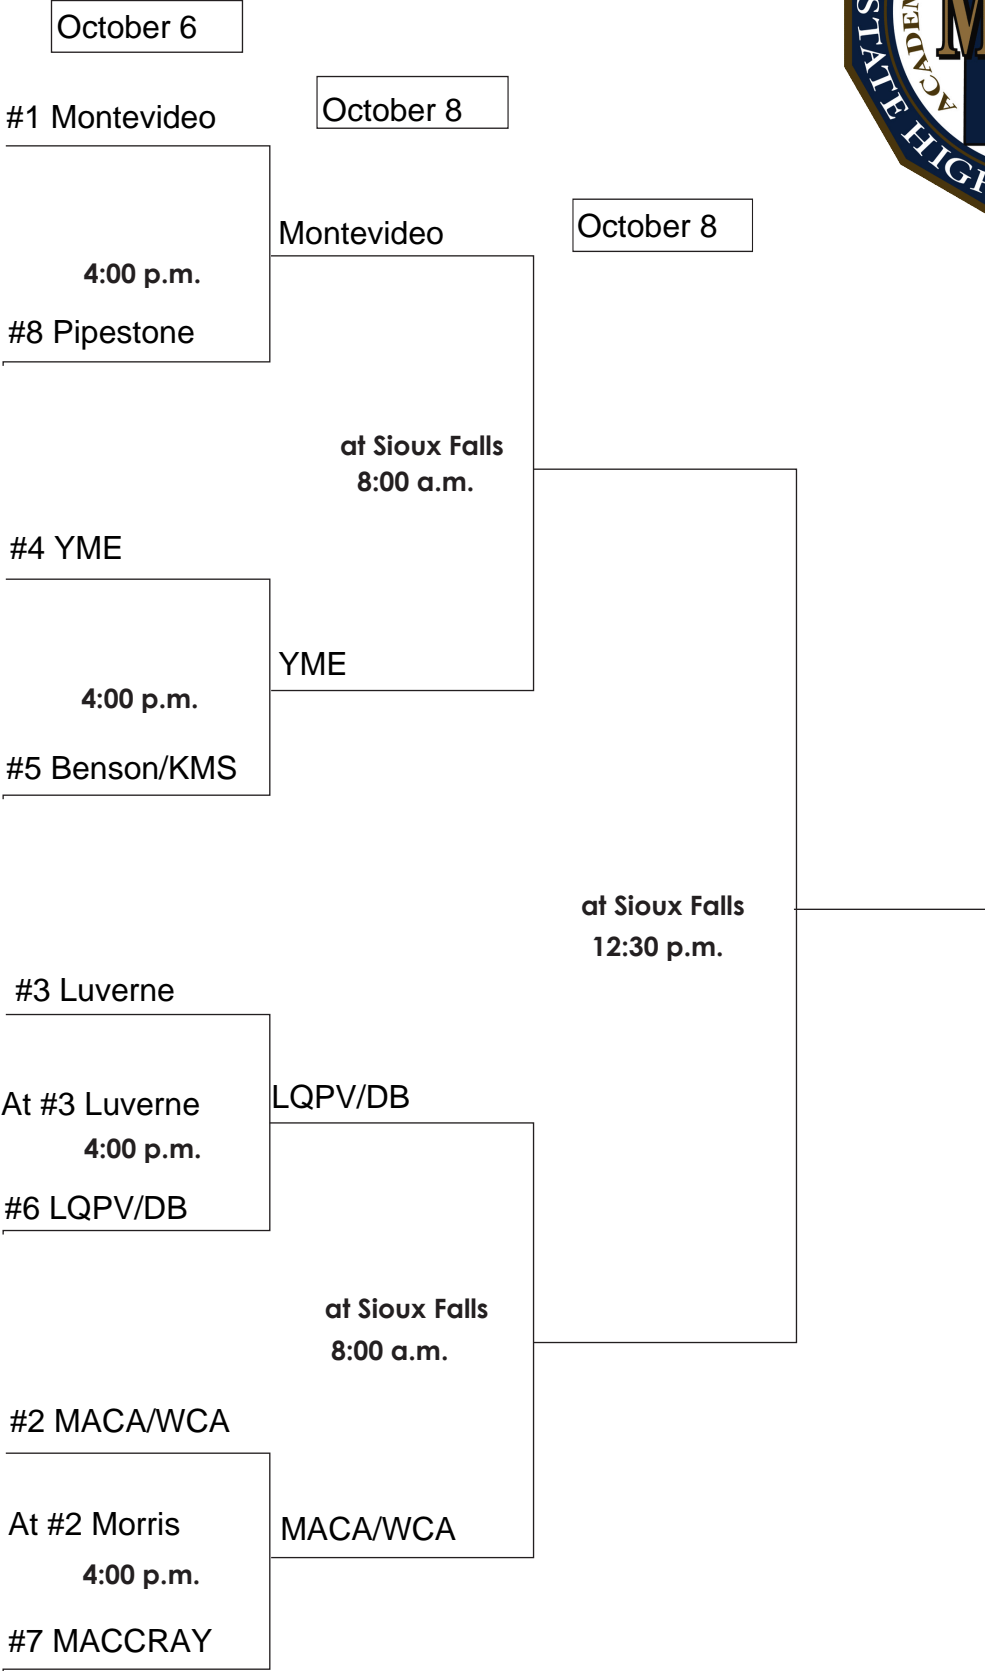 October 6
#1 Montevideo
October 8
STATE HIGH
ACADEM
M
October 8
Montevideo
4:00 p.m.
#8 Pipestone
at Sioux Falls
8:00 a.m.
#4 YME
YME
4:00 p.m.
#5 Benson/KMS
at Sioux Falls
12:30 p.m.
#3 Luverne
LQPV/DB
At #3 Luverne
4:00 p.m.
#6 LQPV/DB
at Sioux Falls
8:00 a.m.
#2 MACA/WCA
At #2 Morris
MACA/WCA
4:00 p.m.
#7 MACCRAY